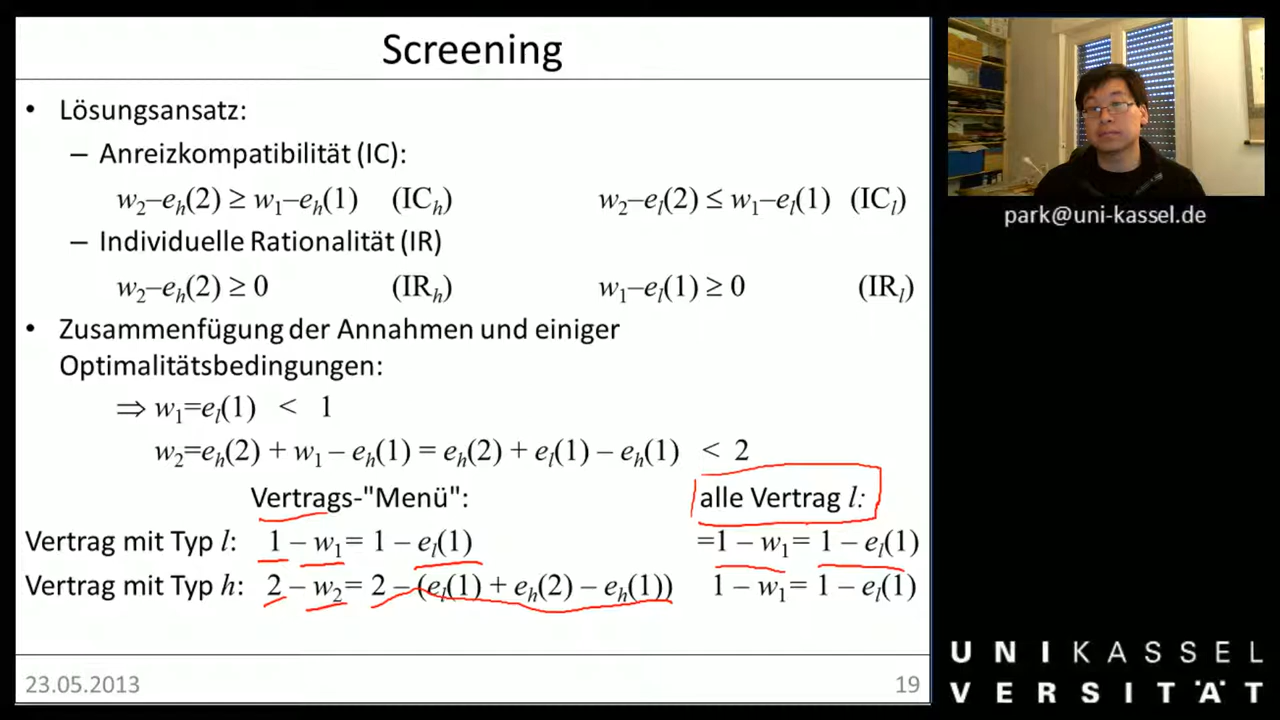 Screening
• Lösungsansatz:
– Anreizkompatibilität (IC):
w₂–eₕ(2) ≥ w₁–eₕ(1) (ICₕ) w₂–eₗ(2) ≤ w₁–eₗ(1) (ICₗ)
– Individuelle Rationalität (IR)
w₂–eₕ(2) ≥ 0 (IRₕ) w₁–eₗ(1) ≥ 0 (IRₗ)
• Zusammenfügung der Annahmen und einiger
Optimalitätsbedingungen:
⇒ w₁=eₗ(1) < 1
w₂=eₕ(2) + w₁ – eₕ(1) = eₕ(2) + eₗ(1) – eₕ(1) < 2
Vertrags-"Menü": alle Vertrag l:
Vertrag mit Typ l: 1 – w₁= 1 – eₗ(1) =1 – w₁= 1 – eₗ(1)
Vertrag mit Typ h: 2 – w₂= 2 – (eₗ(1) + eₕ(2) – eₕ(1)) 1 – w₁= 1 – eₗ(1)
23.05.2013 19
park@uni-kassel.de
UNIKASSEL
VERSITÄT